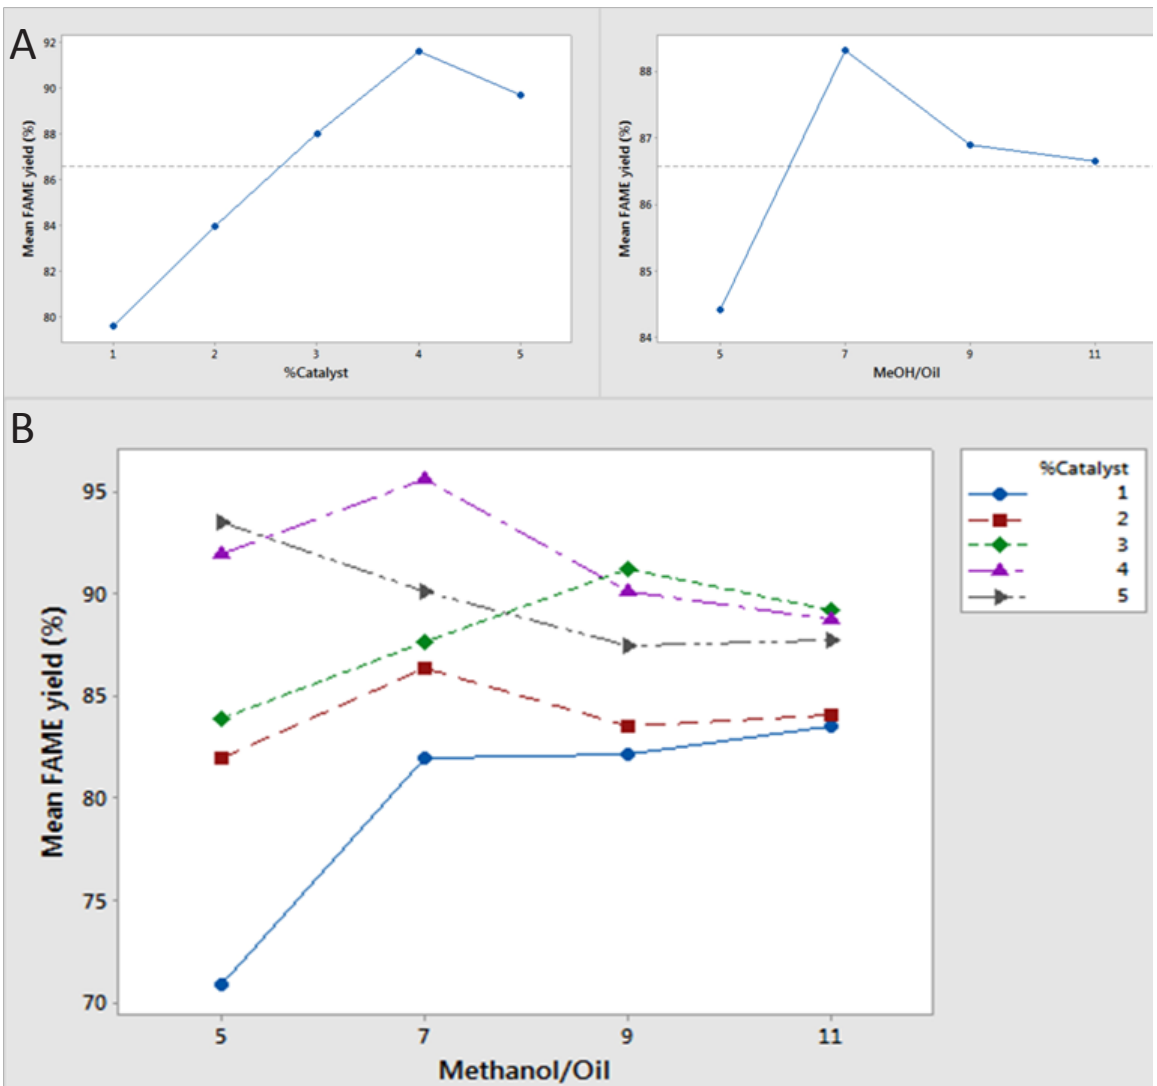 A
Mean FAME yield (%)
92
90
88
86
84
82
80
1 2 3 4 5
%Catalyst
Mean FAME yield (%)
88
87
86
85
84
5 7 9 11
MeOH/Oil
B
Mean FAME yield (%)
95
90
85
80
75
70
5 7 9 11
Methanol/Oil
%Catalyst
1
2
3
4
5